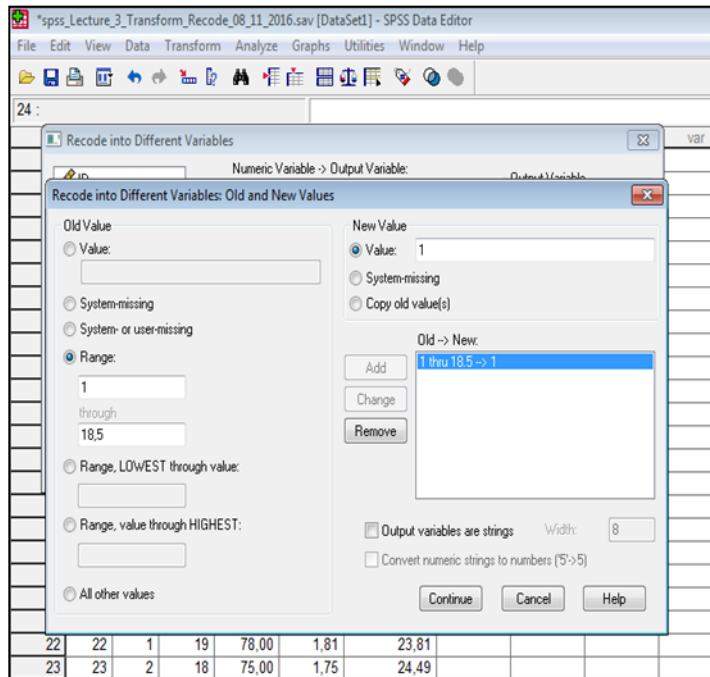 *spss_Lecture_3_Transform_Recode_08_11_2016.sav [DataSet1] - SPSS Data Editor
File Edit View Data Transform Analyze Graphs Utilities Window Help
24 :
Recode into Different Variables
var
ID
Numeric Variable -> Output Variable:
Output Variable
Recode into Different Variables: Old and New Values
Old Value
New Value
Value:
Value: 1
System-missing
Copy old value(s)
System-missing
System- or user-missing
Old --> New:
Range:
Add
1 thru 18.5 --> 1
1
Change
through
18,5
Remove
Range, LOWEST through value:
Range, value through HIGHEST:
Output variables are strings Width: 8
Convert numeric strings to numbers ('5'->5)
All other values
Continue Cancel Help
22 22 1 19 78,00 1,81 23,81
23 23 2 18 75,00 1,75 24,49